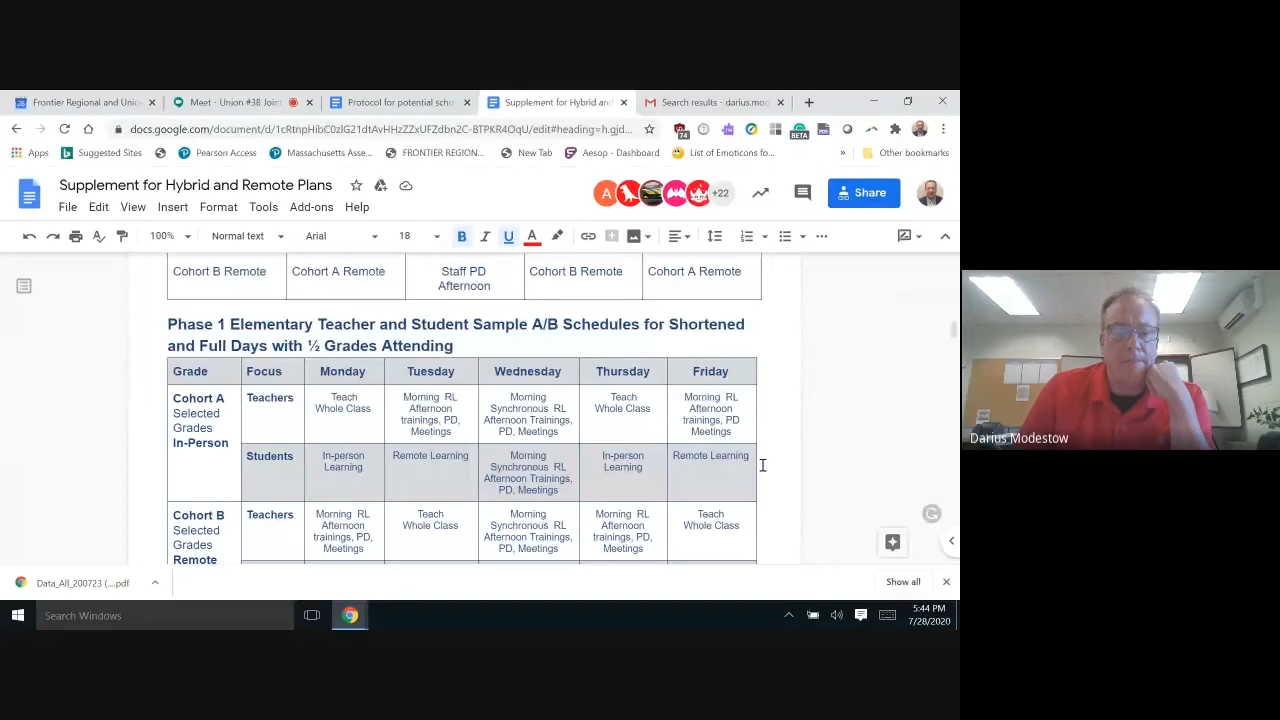 Frontier Regional and Unio
Meet - Union #38 Joint
Protocol for potential scho
Supplement for Hybrid and
Search results - darius.mod
docs.google.com/document/d/1cRtnpHibC0zlG21dtAvHHzZZxUFZdbn2C-BTPKR4OqU/edit#heading=h.gjd...
74
BETA
Apps
Suggested Sites
Pearson Access
Massachusetts Asse...
FRONTIER REGION...
New Tab
Aesop - Dashboard
List of Emoticons fo...
»
Other bookmarks
Supplement for Hybrid and Remote Plans
A
+22
Share
File Edit View Insert Format Tools Add-ons Help
100% Normal text Arial 18 B I U A
Cohort B Remote
Cohort A Remote
Staff PD
Afternoon
Cohort B Remote
Cohort A Remote
Phase 1 Elementary Teacher and Student Sample A/B Schedules for Shortened
and Full Days with ½ Grades Attending
Grade Focus Monday Tuesday Wednesday Thursday Friday
Cohort A
Selected
Grades
In-Person
Teachers
Teach
Whole Class
Morning RL
Afternoon
trainings, PD,
Meetings
Morning
Synchronous RL
Afternoon Trainings,
PD, Meetings
Teach
Whole Class
Morning RL
Afternoon
trainings, PD
Meetings
Students
In-person
Learning
Remote Learning
Morning
Synchronous RL
Afternoon Trainings,
PD, Meetings
In-person
Learning
Remote Learning
Cohort B
Selected
Grades
Remote
Teachers
Morning RL
Afternoon
trainings, PD,
Meetings
Teach
Whole Class
Morning
Synchronous RL
Afternoon Trainings,
PD, Meetings
Morning RL
Afternoon
trainings, PD,
Meetings
Teach
Whole Class
Darius Modestow
Data_All_200723 (....pdf
Show all
Search Windows
5:44 PM
7/28/2020